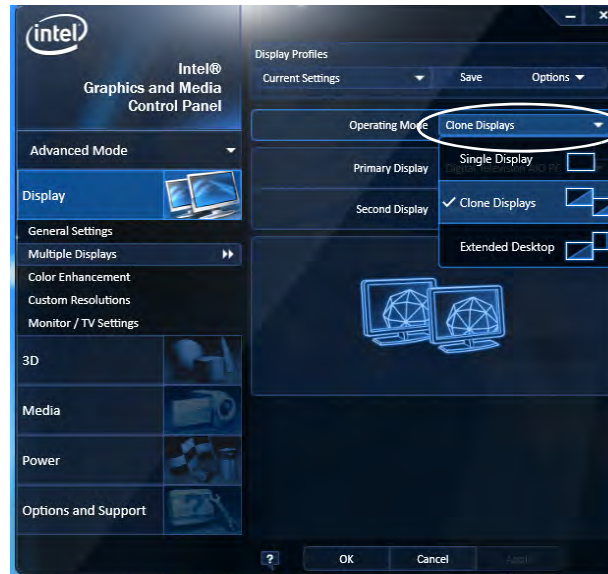 intel
Intel®
Graphics and Media
Control Panel
Advanced Mode
Display
General Settings
Multiple Displays
Color Enhancement
Custom Resolutions
Monitor / TV Settings
3D
Media
Power
Options and Support
Display Profiles
Current Settings Save Options
Operating Mode Clone Displays
Primary Display
Single Display
Second Display
Clone Displays
Extended Desktop
? OK Cancel Apply